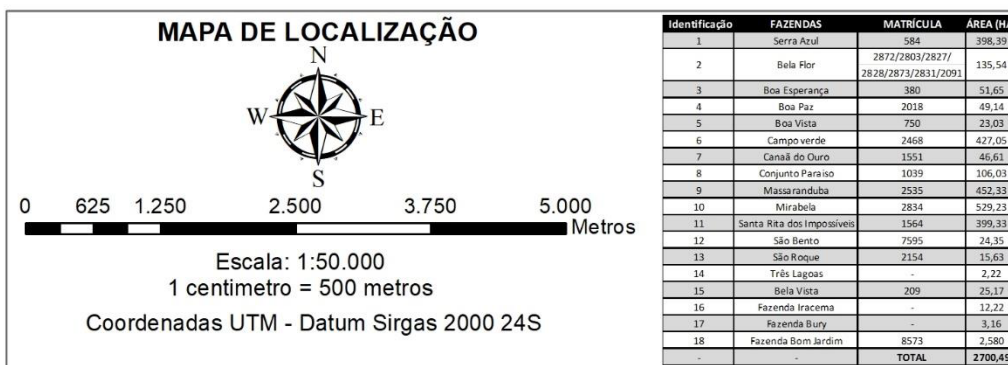 MAPA DE LOCALIZAÇÃO
N
W E
S
0 625 1.250 2.500 3.750 5.000
Metros
Escala: 1:50.000
1 centimetro = 500 metros
Coordenadas UTM - Datum Sirgas 2000 24S
Identificação FAZENDAS MATRÍCULA ÁREA (HA
1 Serra Azul 584 398,39
2 Bela Flor 2872/2803/2827/ 2828/2873/2831/2091 135,54
3 Boa Esperança 380 51,65
4 Boa Paz 2018 49,14
5 Boa Vista 750 23,03
6 Campo verde 2468 427,05
7 Canaã do Ouro 1551 46,61
8 Conjunto Paraiso 1039 106,03
9 Massaranduba 2535 452,33
10 Mirabela 2834 529,23
11 Santa Rita dos Impossíveis 1564 399,33
12 São Bento 7595 24,35
13 São Roque 2154 15,63
14 Três Lagoas - 2,22
15 Bela Vista 209 25,17
16 Fazenda Iracema - 12,22
17 Fazenda Bury - 3,16
18 Fazenda Bom Jardim 8573 2,580
- - TOTAL 2700,49